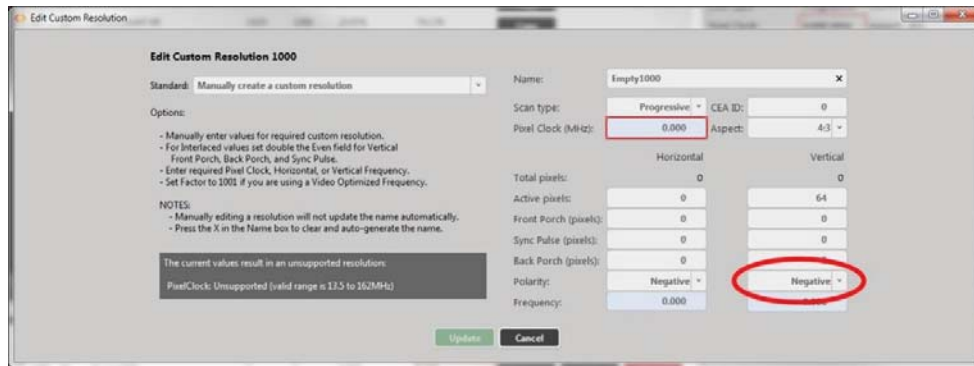 Edit Custom Resolution
Edit Custom Resolution 1000
Standard: Manually create a custom resolution
Options:
- Manually enter values for required custom resolution.
- For Interlaced values set double the Even field for Vertical
Front Porch, Back Porch, and Sync Pulse.
- Enter required Pixel Clock, Horizontal, or Vertical Frequency.
- Set Factor to 1001 if you are using a Video Optimized Frequency.
NOTES:
- Manually editing a resolution will not update the name automatically.
- Press the X in the Name box to clear and auto-generate the name.
The current values result in an unsupported resolution:
PixelClock: Unsupported (valid range is 13.5 to 162MHz)
Name: Empty1000 x
Scan type: Progressive CEA ID: 0
Pixel Clock (MHz): 0.000 Aspect: 4:3
Horizontal Vertical
Total pixels: 0 0
Active pixels: 0 64
Front Porch (pixels): 0 0
Sync Pulse (pixels): 0 0
Back Porch (pixels): 0 0
Polarity: Negative Negative
Frequency: 0.000
Update Cancel